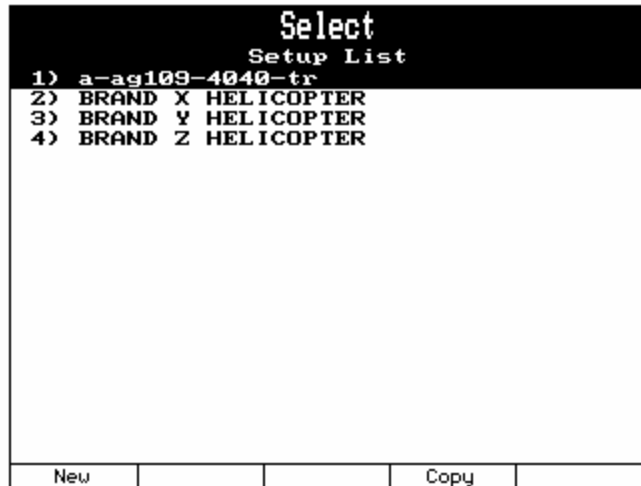 Select
Setup List
1) a-ag109-4040-tr
2) BRAND X HELICOPTER
3) BRAND Y HELICOPTER
4) BRAND Z HELICOPTER
New Copy